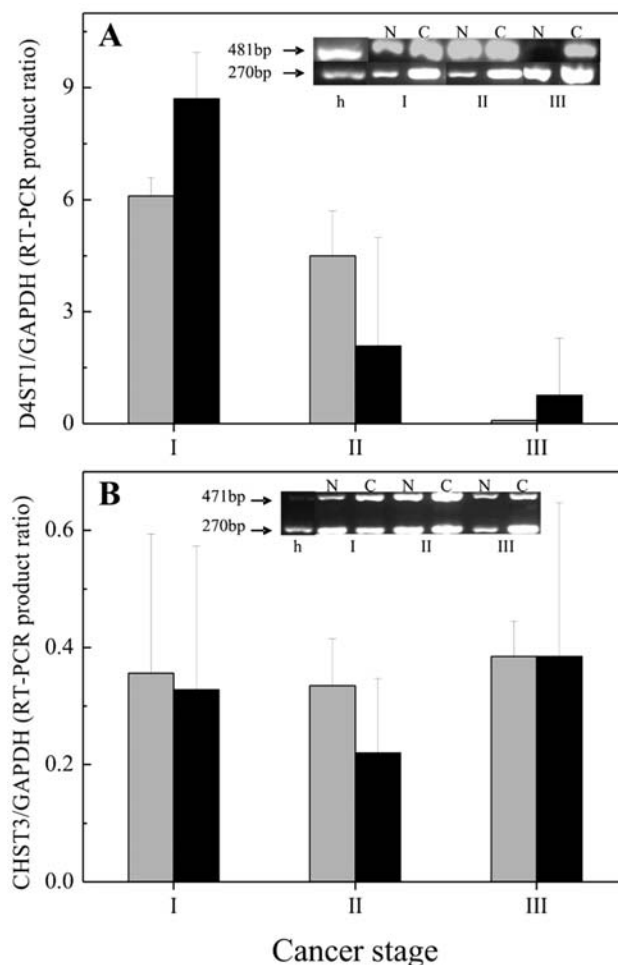 A
N C N C N C
481bp
270bp
h I II III
D4ST1/GAPDH (RT-PCR product ratio)
9
6
3
0
I II III
B
N C N C N C
471bp
270bp
h I II III
CHST3/GAPDH (RT-PCR product ratio)
0.6
0.4
0.2
0.0
I II III
Cancer stage